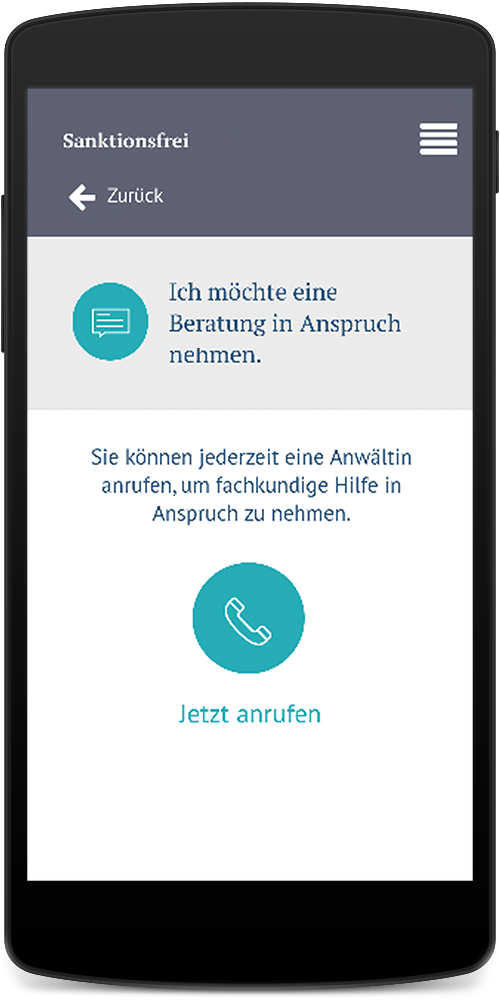 Sanktionsfrei
Zurück
Ich möchte eine
Beratung in Anspruch
nehmen.
Sie können jederzeit eine Anwältin
anrufen, um fachkundige Hilfe in
Anspruch zu nehmen.
Jetzt anrufen